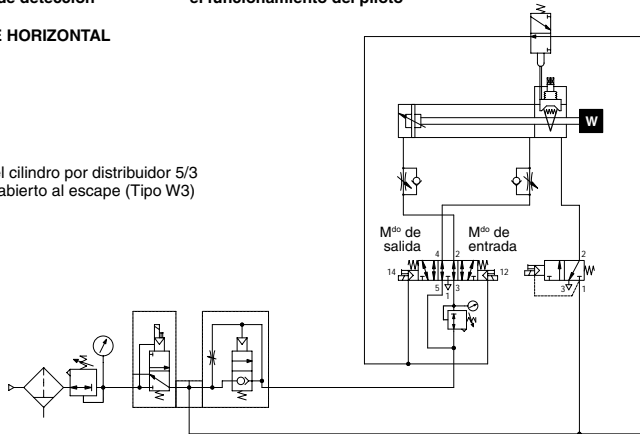 de detección
el funcionamiento del piloto
E HORIZONTAL
el cilindro por distribuidor 5/3
abierto al escape (Tipo W3)
W
Mdo de
salida
Mdo de
entrada
4 2
14
12
5 3
1
2
3 1